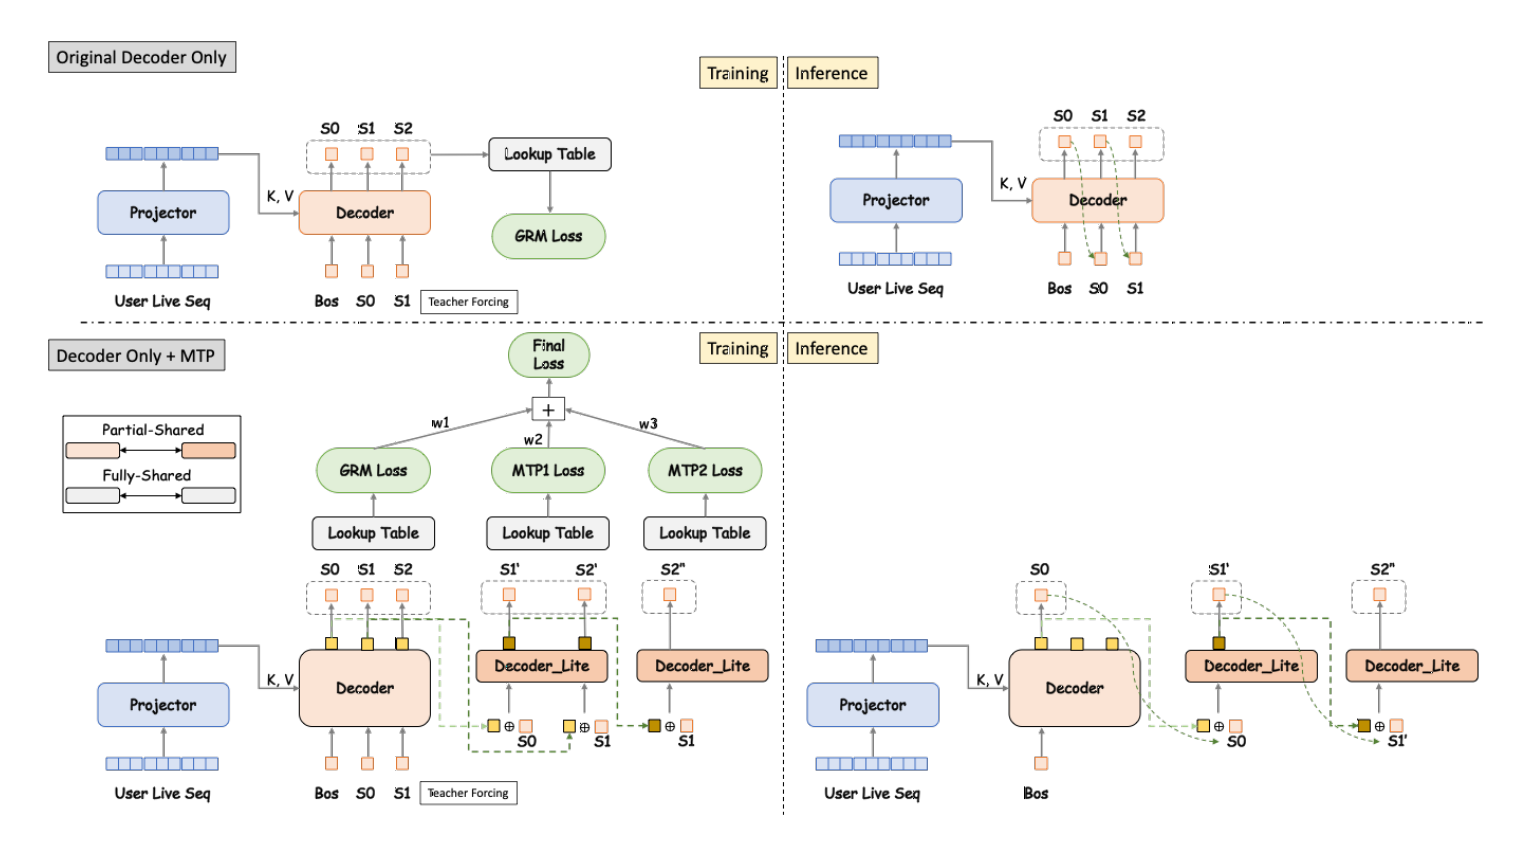 Original Decoder Only
Training
Inference
S0 S1 S2
Lookup Table
K, V
Projector
Decoder
GRM Loss
User Live Seq
Bos S0 S1
Teacher Forcing
S0 S1 S2
K, V
Projector
Decoder
User Live Seq
Bos S0 S1
Decoder Only + MTP
Training
Inference
Final
Loss
+
w1
w2
w3
Partial-Shared
Fully-Shared
GRM Loss
MTP1 Loss
MTP2 Loss
Lookup Table
Lookup Table
Lookup Table
S0 S1 S2
S1' S2'
S2"
K, V
Projector
Decoder
Decoder_Lite
Decoder_Lite
⊕ S0
⊕ S1
⊕ S1
User Live Seq
Bos S0 S1
Teacher Forcing
S0
S1'
S2"
K, V
Projector
Decoder
Decoder_Lite
Decoder_Lite
⊕ S0
⊕ S1'
User Live Seq
Bos